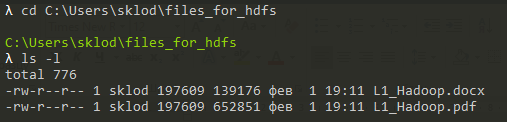 λ cd C:\Users\sklod\files_for_hdfs
C:\Users\sklod\files_for_hdfs
λ ls -l
total 776
-rw-r--r-- 1 sklod 197609 139176 фев  1 19:11 L1_Hadoop.docx
-rw-r--r-- 1 sklod 197609 652851 фев  1 19:11 L1_Hadoop.pdf